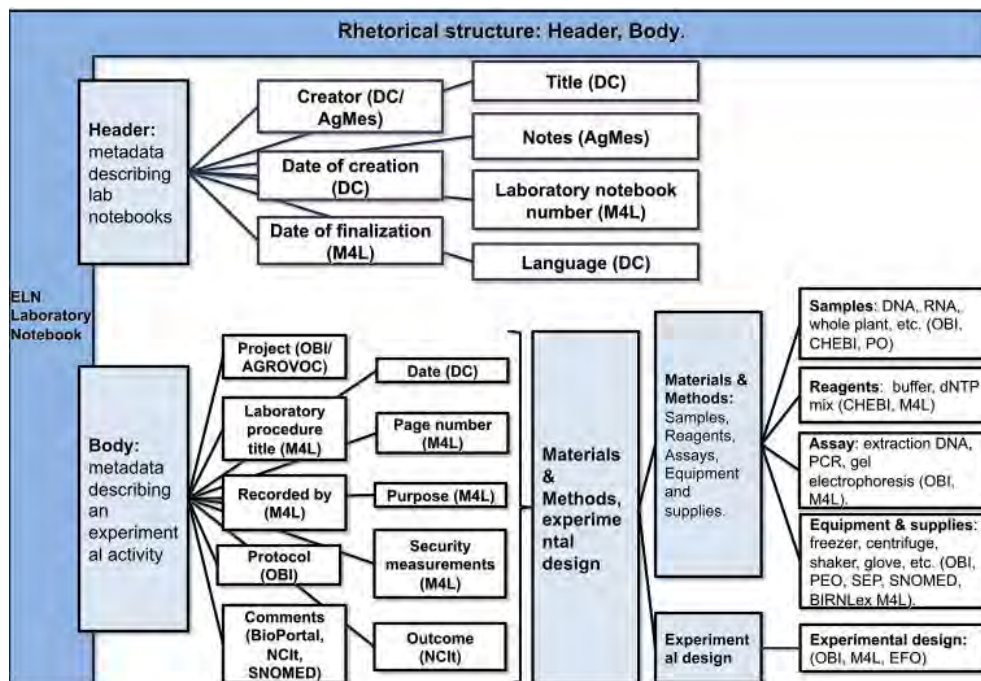 Rhetorical structure: Header, Body.
ELN
Laboratory
Notebook
Header:
metadata
describing
lab
notebooks
Creator (DC/
AgMes)
Date of creation
(DC)
Date of finalization
(M4L)
Title (DC)
Notes (AgMes)
Laboratory notebook
number (M4L)
Language (DC)
Body:
metadata
describing
an
experiment
al activity
Project (OBI/
AGROVOC)
Laboratory
procedure
title (M4L)
Recorded by
(M4L)
Protocol
(OBI)
Comments
(BioPortal,
NCIt,
SNOMED)
Date (DC)
Page number
(M4L)
Purpose (M4L)
Security
measurements
(M4L)
Outcome
(NCIt)
Materials
&
Methods,
experime
ntal
design
Materials &
Methods:
Samples,
Reagents,
Assays,
Equipment
and
supplies.
Experiment
al design
Samples: DNA, RNA,
whole plant, etc. (OBI,
CHEBI, PO)
Reagents: buffer, dNTP
mix (CHEBI, M4L)
Assay: extraction DNA,
PCR, gel
electrophoresis (OBI,
M4L).
Equipment & supplies:
freezer, centrifuge,
shaker, glove, etc. (OBI,
PEO, SEP, SNOMED,
BIRNLex M4L).
Experimental design:
(OBI, M4L, EFO)